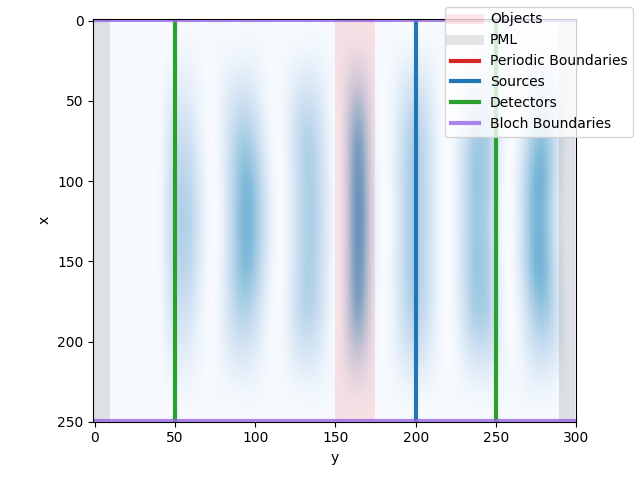 Objects
PML
Periodic Boundaries
Sources
Detectors
Bloch Boundaries
0
50
100
150
200
250
x
0 50 100 150 200 250 300
y